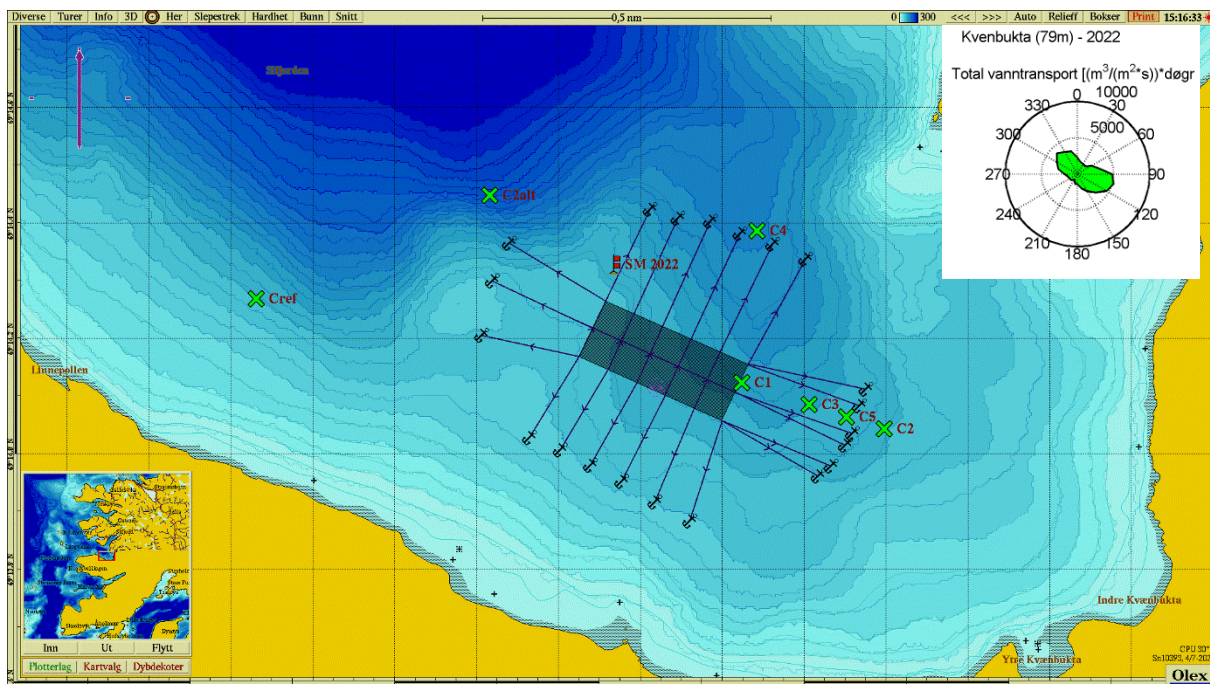 Diverse Turer Info 3D Her Slepestrek Hardhet Bunn Snitt 0,5 nm 0 300 <<< >>> Auto Relieff Bokser Print 15:16:33
Kvenbukta (79m) - 2022
Total vanntransport [(m³/(m²*s))*døgr
0 10000
330 30
300 5000 60
270 90
240 120
210 150
180
C2alt
C4
SM 2022
Cref
Linnepollen
C1
C3
C5
C2
Indre Kvænbukta
Ytre Kvænbukta
Inn Ut Flytt
Plotterlag Kartvalg Dybdekoter
Olex